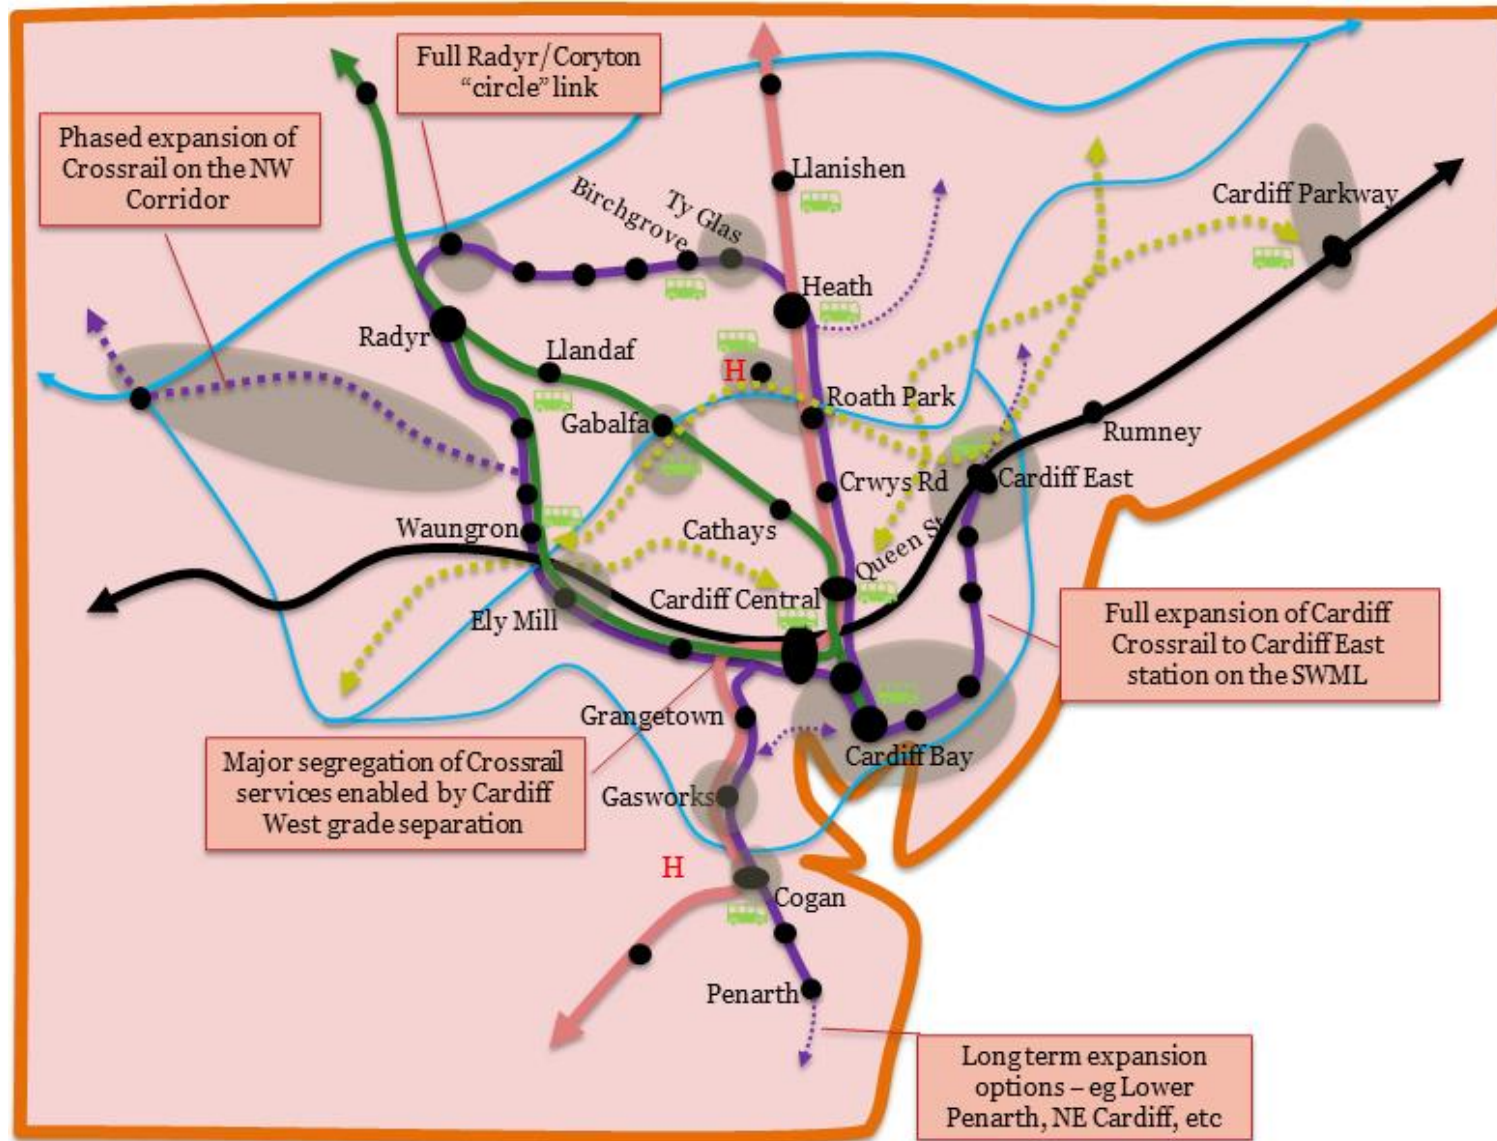 Full Radyr/Coryton
“circle” link
Phased expansion of
Crossrail on the NW
Corridor
Llanishen
Cardiff Parkway
Birchgrove
Ty Glas
Heath
Radyr
Llandaf
H
Roath Park
Gabalfa
Rumney
Crwys Rd
Cardiff East
Waungron
Cathays
Queen St
Cardiff Central
Ely Mill
Full expansion of Cardiff
Crossrail to Cardiff East
station on the SWML
Grangetown
Cardiff Bay
Major segregation of Crossrail
services enabled by Cardiff
West grade separation
Gasworks
H
Cogan
Penarth
Long term expansion
options – eg Lower
Penarth, NE Cardiff, etc